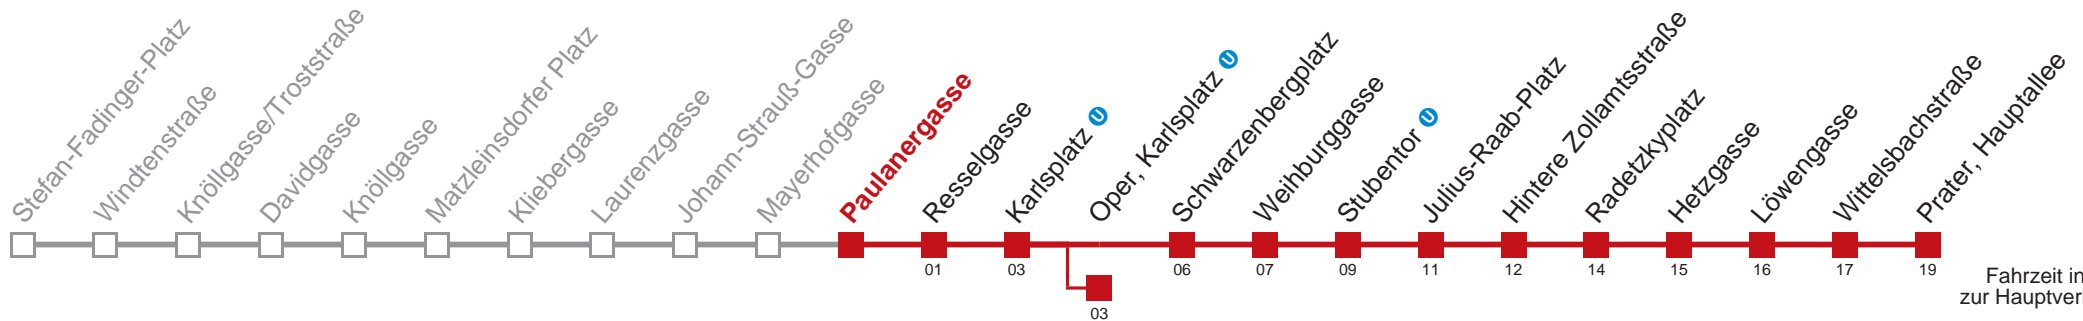 Stefan-Fadinger-Platz
Windtenstraße
Knöllgasse/Troststraße
Davidgasse
Knöllgasse
Matzleinsdorfer Platz
Kliebergasse
Laurenzgasse
Johann-Strauß-Gasse
Mayerhofgasse
Paulanergasse
Resselgasse
Karlsplatz U
Oper, Karlsplatz U
Schwarzenbergplatz
Weihburggasse
Stubentor U
Julius-Raab-Platz
Hintere Zollamtsstraße
Radetzkyplatz
Hetzgasse
Löwengasse
Wittelsbachstraße
Prater, Hauptallee
01 03 06 07 09 11 12 14 15 16 17 19
03
Fahrzeit in
zur Hauptver